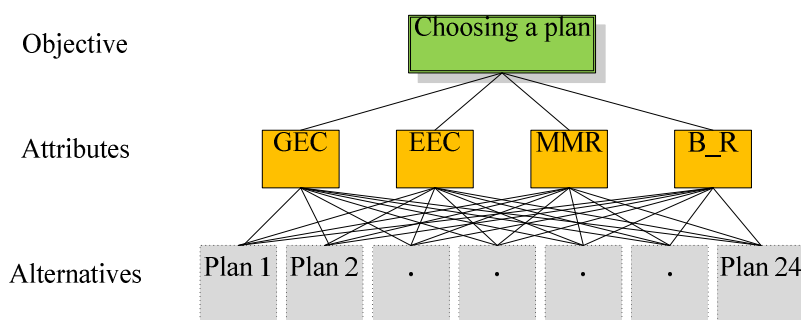 Objective
Choosing a plan
Attributes
GEC
EEC
MMR
B_R
Alternatives
Plan 1
Plan 2
.
.
.
.
Plan 24